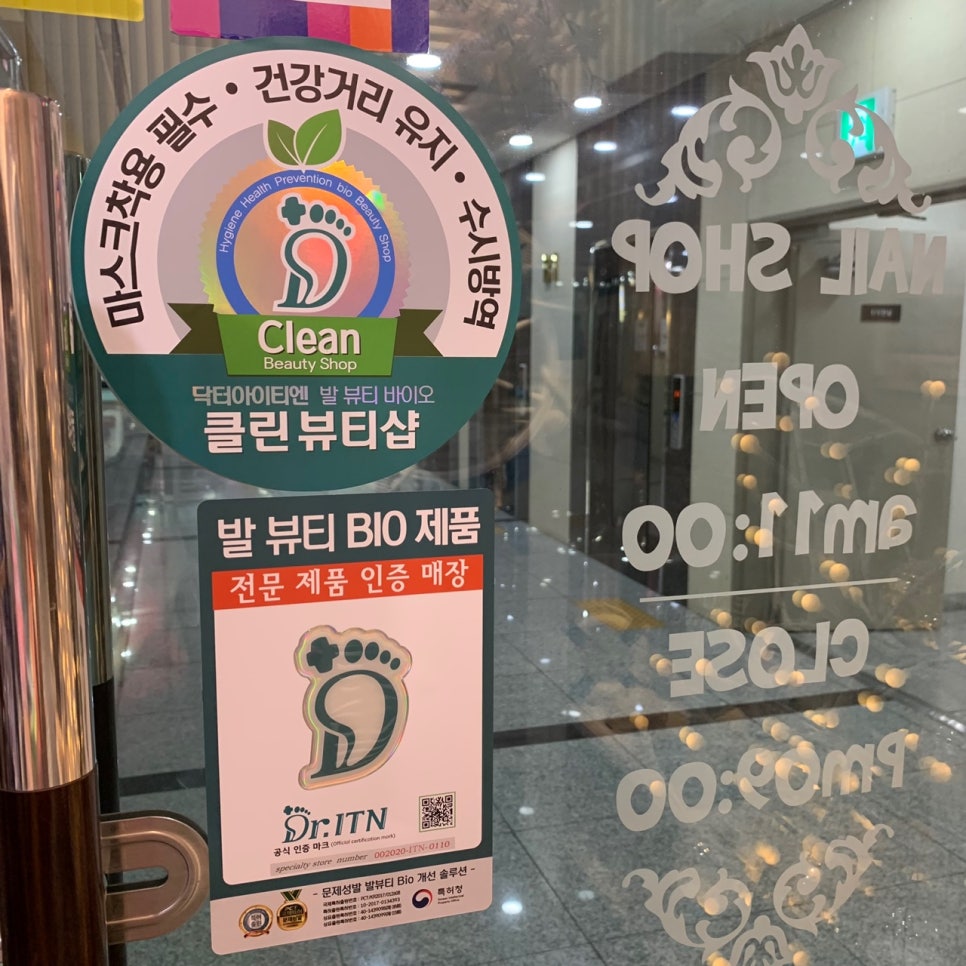 마스크착용 필수 · 건강거리 유지 · 수시방역
Hygiene Health Prevention bio Beauty Shop
Clean
Beauty Shop
닥터아이티엔 발 뷰티 바이오
클린 뷰티샵
발 뷰티 BIO 제품
전문 제품 인증 매장
Dr.ITN
공식 인증 마크 (Official certification mark)
specialty store number 002020-ITN-0110
- 문제성발 발뷰티 Bio 개선 솔루션 -
특허청
NAIL SHOP
OPEN
am11:00
CLOSE
Pm09:00